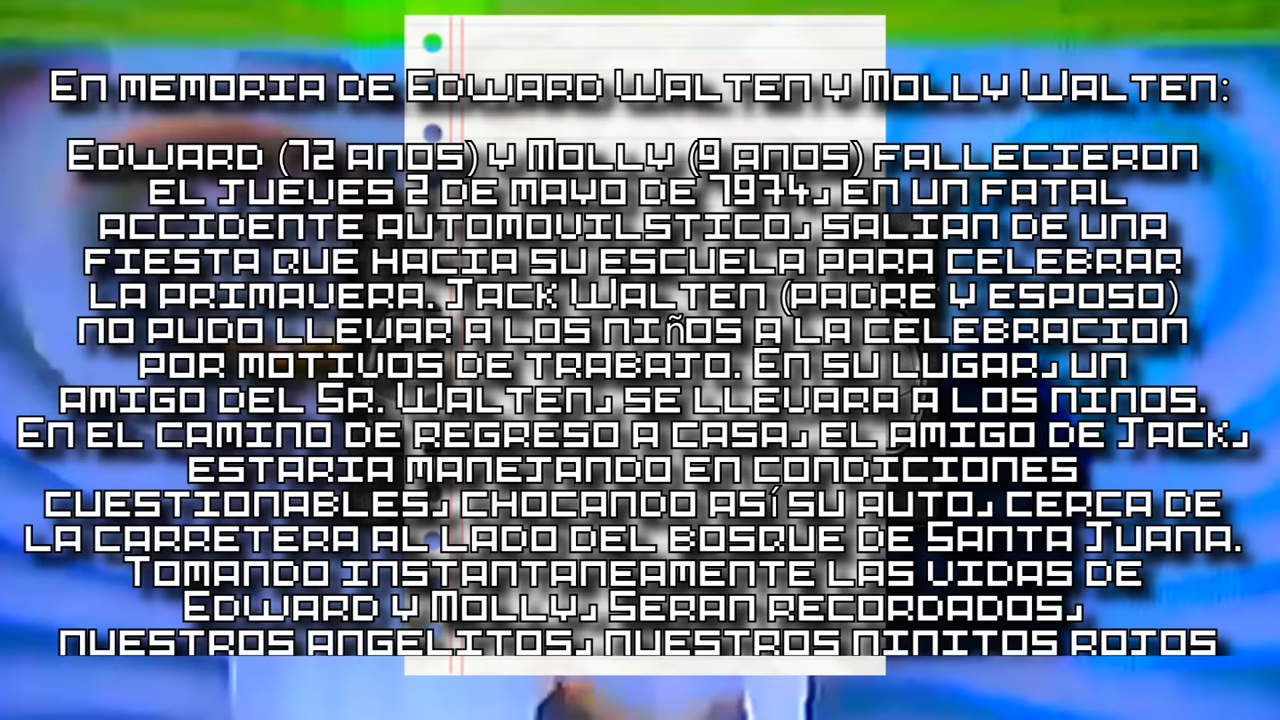 En memoria de Edward Walten y Molly Walten:
Edward (12 anos) y Molly (9 anos) fallecieron
el jueves 2 de mayo de 1974, en un fatal
accidente automovilstico, salian de una
fiesta que hacia su escuela para celebrar
la primavera. Jack Walten (padre y esposo)
no pudo llevar a los niños a la celebracion
por motivos de trabajo. En su lugar, un
amigo del Sr. Walten, se llevara a los ninos.
En el camino de regreso a casa, el amigo de Jack,
estaria manejando en condiciones
cuestionables, chocando así su auto, cerca de
la carretera al lado del bosque de Santa Juana.
Tomando instantaneamente las vidas de
Edward y Molly, Seran recordados,
nuestros angelitos, nuestros ninitos rojos